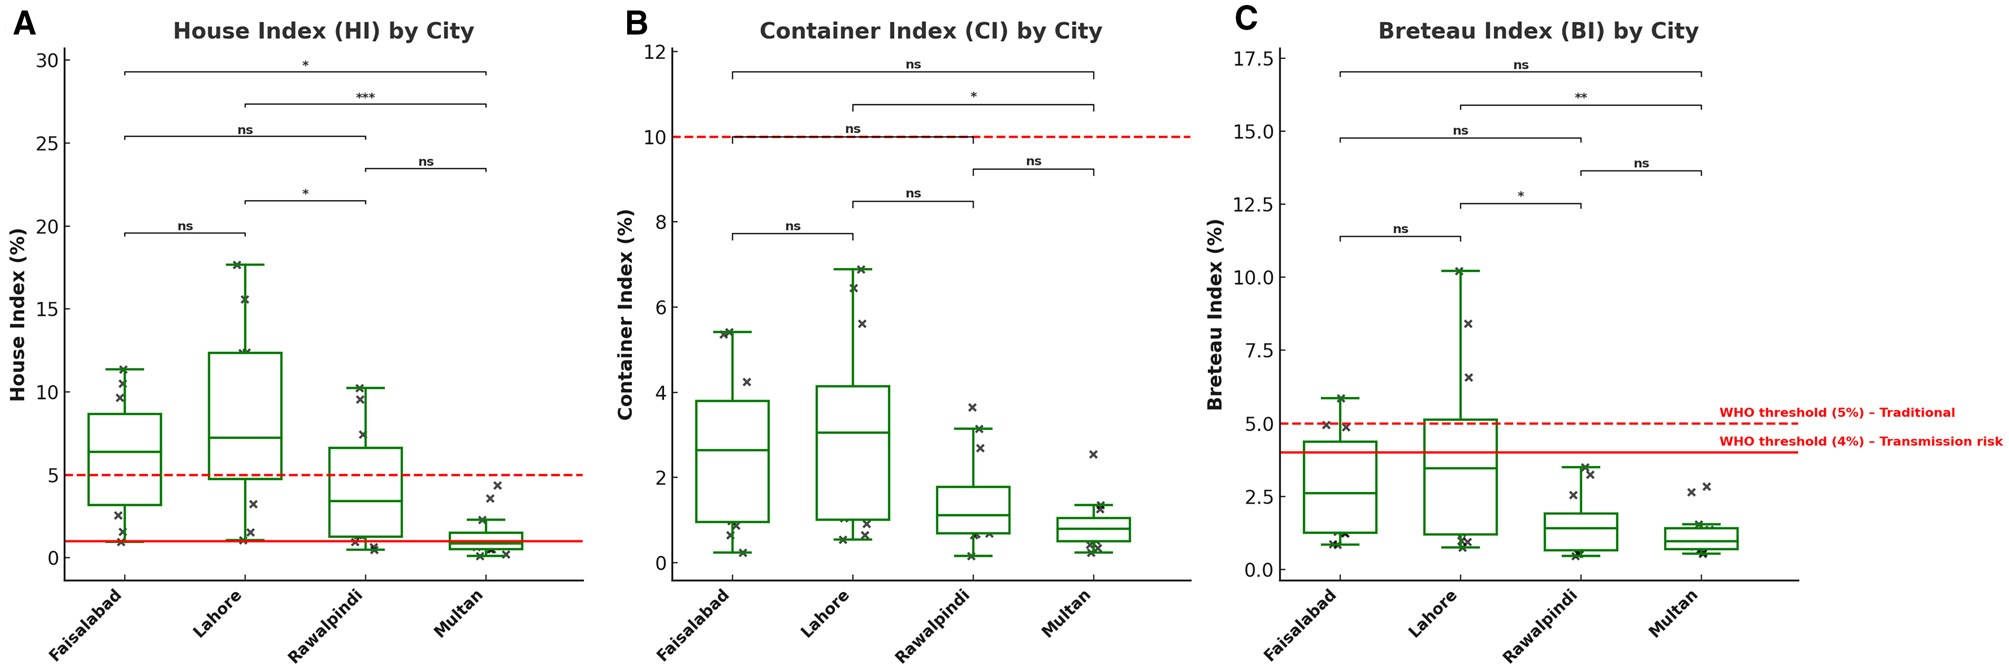 A
House Index (HI) by City
House Index (%)
30
25
20
15
10
5
0
*
***
ns
ns
*
ns
Faisalabad
Lahore
Rawalpindi
Multan
B
Container Index (CI) by City
Container Index (%)
12
10
8
6
4
2
0
ns
*
ns
ns
ns
ns
Faisalabad
Lahore
Rawalpindi
Multan
C
Breteau Index (BI) by City
Breteau Index (%)
17.5
15.0
12.5
10.0
7.5
5.0
2.5
0.0
ns
**
ns
ns
*
ns
WHO threshold (5%) – Traditional
WHO threshold (4%) – Transmission risk
Faisalabad
Lahore
Rawalpindi
Multan